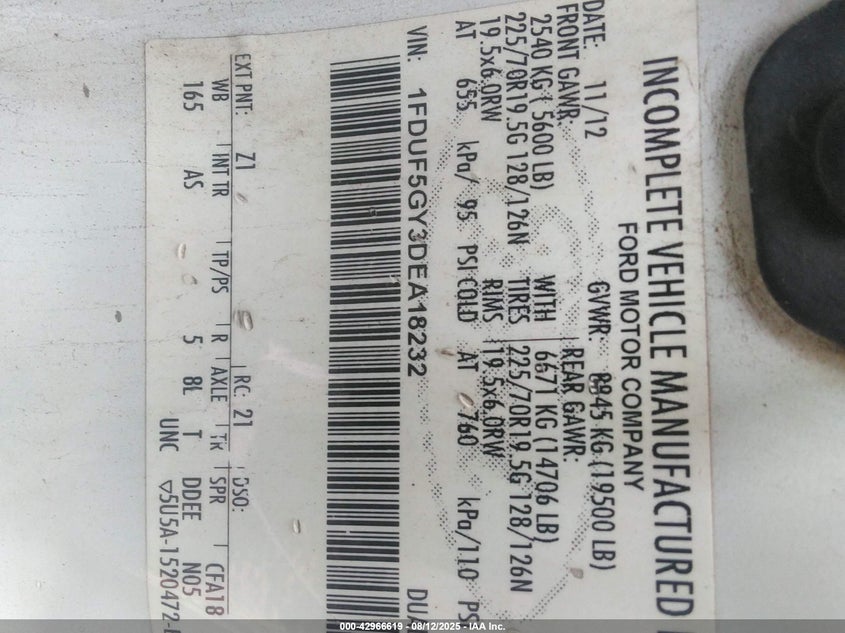 INCOMPLETE VEHICLE MANUFACTURED
FORD MOTOR COMPANY
DATE: 11/12 GVWR: 8845 KG (19500 LB)
FRONT GAWR: REAR GAWR:
2540 KG ( 5600 LB) WITH 6671 KG (14706 LB)
225/70R19.5G 128/126N TIRES 225/70R19.5G 128/126N
19.5x6.0RW RIMS 19.5x6.0RW
AT 655 kPa/ 95 PSI COLD AT 760 kPa/110 PS
VIN: 1FDUF5GY3DEA18232 DUA
EXT PNT: Z1 RC: 21 DSO:
WB INT TR TP/PS R AXLE TR SPR CFA18
165 AS 5 8L T DDEE N05
UNC ▽5U5A-1520472-
000-42966619 - 08/12/2025 - IAA Inc.